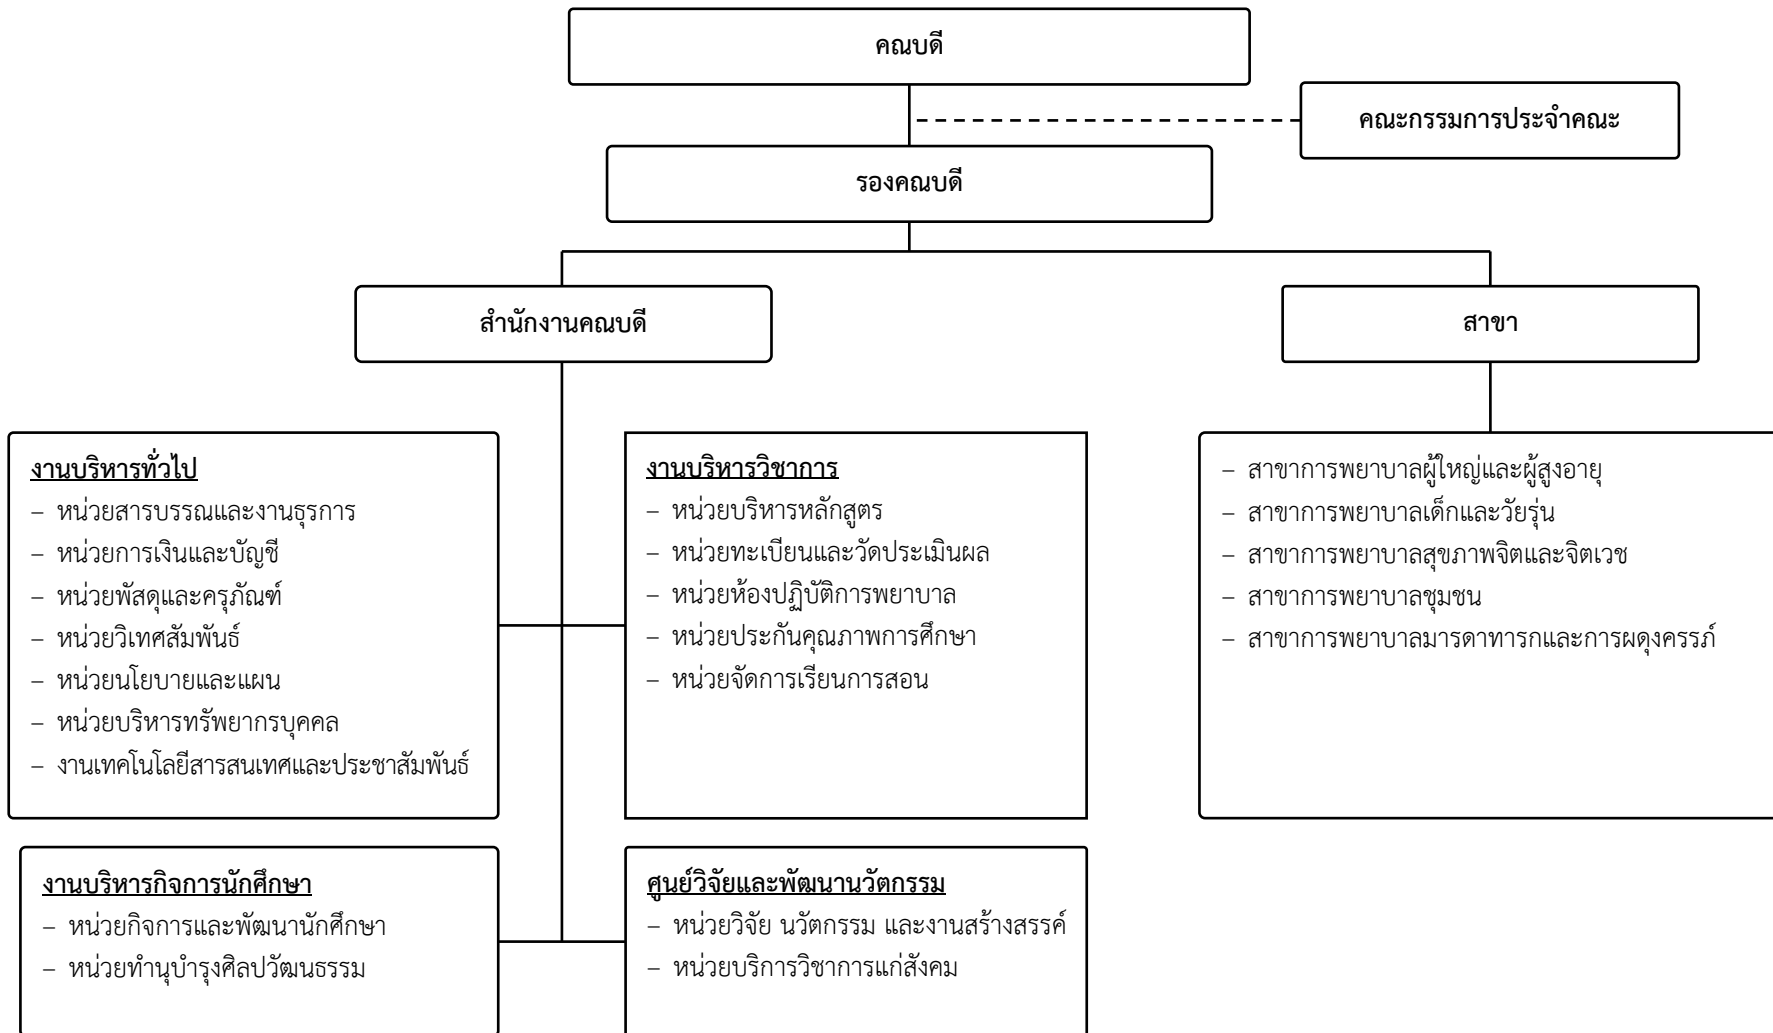 คณบดี
คณะกรรมการประจำคณะ
รองคณบดี
สำนักงานคณบดี
สาขา
งานบริหารทั่วไป
– หน่วยสารบรรณและงานธุรการ
– หน่วยการเงินและบัญชี
– หน่วยพัสดุและครุภัณฑ์
– หน่วยวิเทศสัมพันธ์
– หน่วยนโยบายและแผน
– หน่วยบริหารทรัพยากรบุคคล
– งานเทคโนโลยีสารสนเทศและประชาสัมพันธ์
งานบริหารวิชาการ
– หน่วยบริหารหลักสูตร
– หน่วยทะเบียนและวัดประเมินผล
– หน่วยห้องปฏิบัติการพยาบาล
– หน่วยประกันคุณภาพการศึกษา
– หน่วยจัดการเรียนการสอน
– สาขาการพยาบาลผู้ใหญ่และผู้สูงอายุ
– สาขาการพยาบาลเด็กและวัยรุ่น
– สาขาการพยาบาลสุขภาพจิตและจิตเวช
– สาขาการพยาบาลชุมชน
– สาขาการพยาบาลมารดาทารกและการผดุงครรภ์
งานบริหารกิจการนักศึกษา
– หน่วยกิจการและพัฒนานักศึกษา
– หน่วยทำนุบำรุงศิลปวัฒนธรรม
ศูนย์วิจัยและพัฒนานวัตกรรม
– หน่วยวิจัย นวัตกรรม และงานสร้างสรรค์
– หน่วยบริการวิชาการแก่สังคม